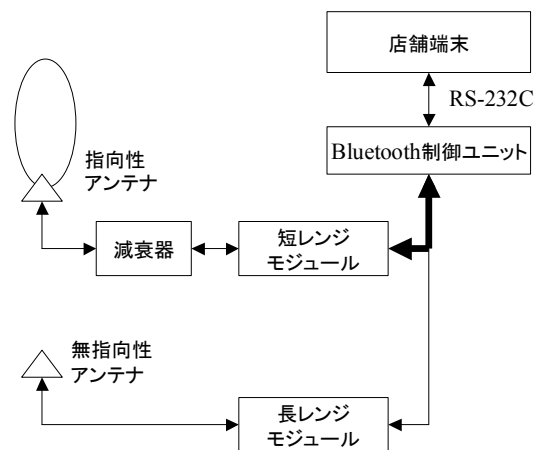 店舗端末
RS-232C
Bluetooth制御ユニット
指向性
アンテナ
減衰器
短レンジ
モジュール
無指向性
アンテナ
長レンジ
モジュール